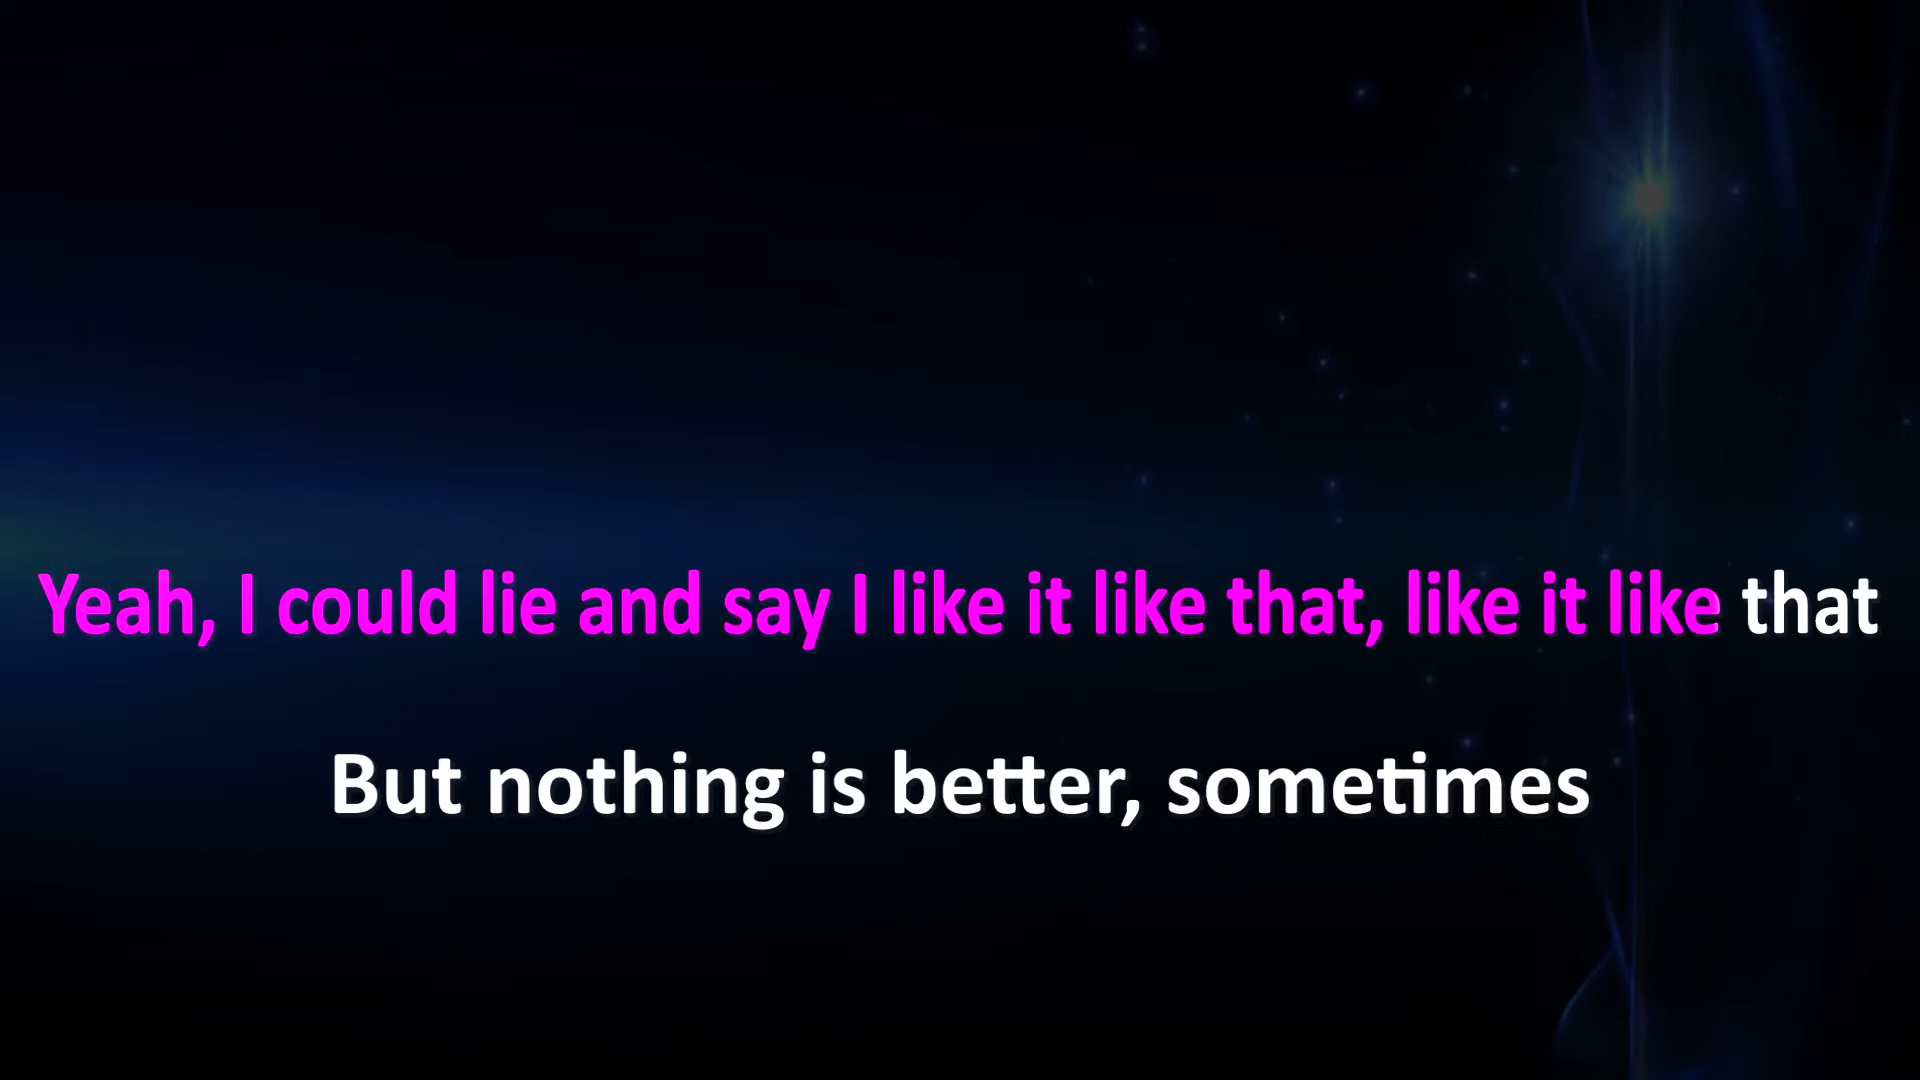 Yeah, I could lie and say I like it like that, like it like that
But nothing is better, sometimes